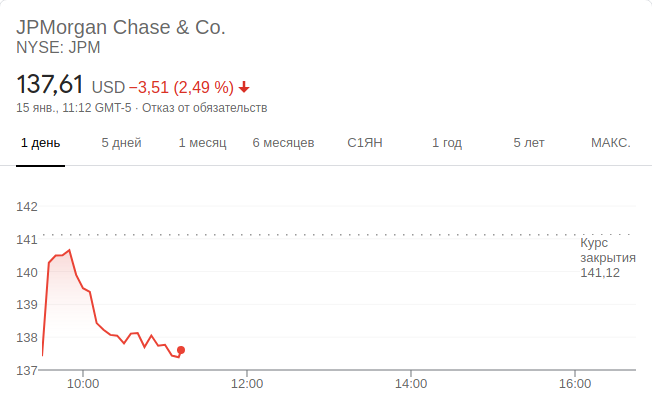 JPMorgan Chase & Co.
NYSE: JPM
137,61 USD −3,51 (2,49 %)
15 янв., 11:12 GMT-5 · Отказ от обязательств
1 день 5 дней 1 месяц 6 месяцев С1ЯН 1 год 5 лет МАКС.
142
141
Курс
закрытия
141,12
140
139
138
137
10:00 12:00 14:00 16:00